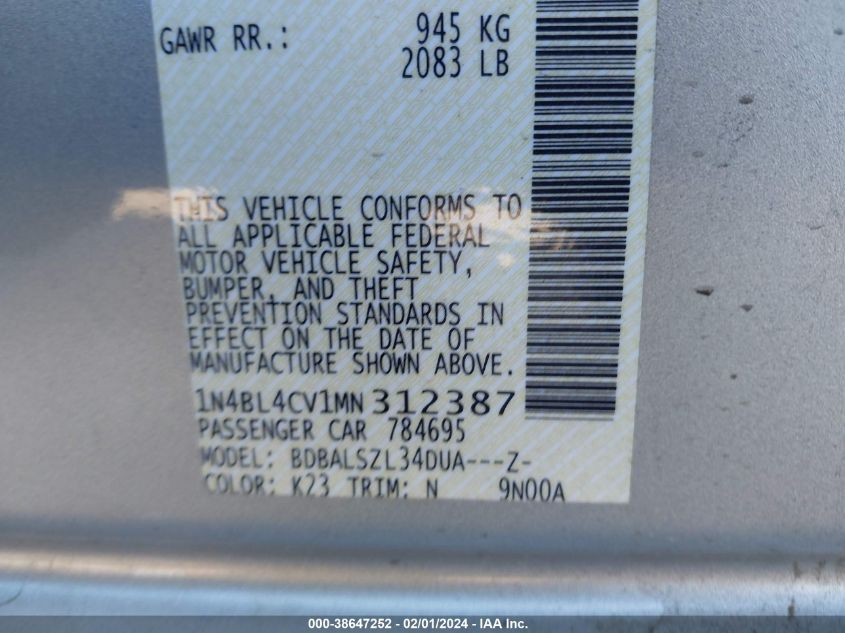 GAWR RR.: 945 KG
2083 LB
THIS VEHICLE CONFORMS TO
ALL APPLICABLE FEDERAL
MOTOR VEHICLE SAFETY,
BUMPER, AND THEFT
PREVENTION STANDARDS IN
EFFECT ON THE DATE OF
MANUFACTURE SHOWN ABOVE.
1N4BL4CV1MN312387
PASSENGER CAR 784695
MODEL: BDBALSZL34DUA---Z-
COLOR: K23 TRIM: N 9N00A
000-38647252 - 02/01/2024 - IAA Inc.